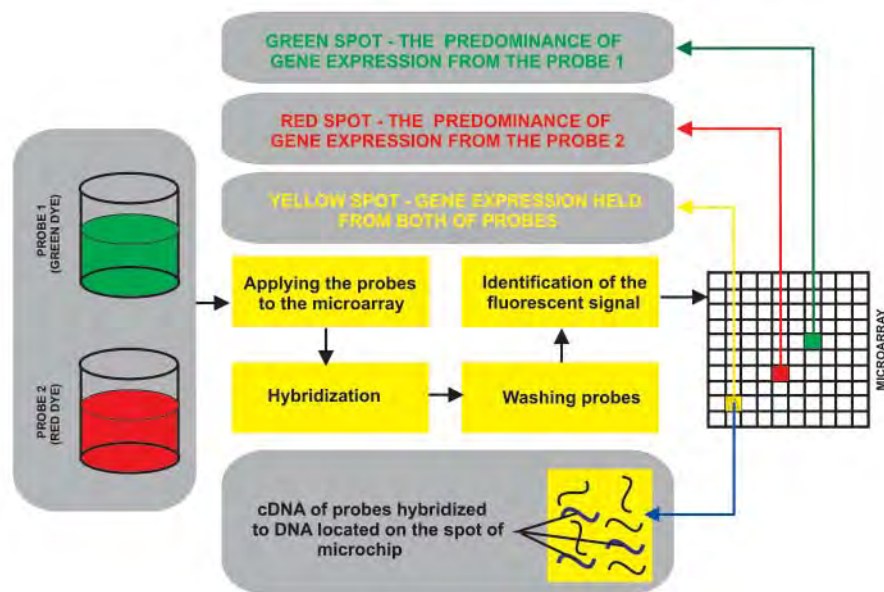 GREEN SPOT - THE PREDOMINANCE OF
GENE EXPRESSION FROM THE PROBE 1
RED SPOT - THE PREDOMINANCE OF
GENE EXPRESSION FROM THE PROBE 2
YELLOW SPOT - GENE EXPRESSION HELD
FROM BOTH OF PROBES
PROBE 1
(GREEN DYE)
PROBE 2
(RED DYE)
Applying the probes
to the microarray
Identification of the
fluorescent signal
Hybridization
Washing probes
MICROARRAY
cDNA of probes hybridized
to DNA located on the spot of
microchip